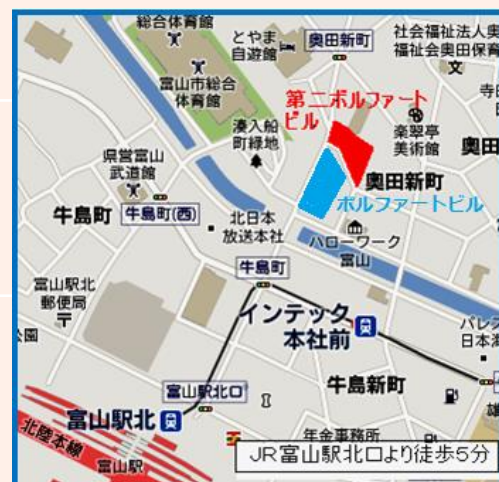 総合体育館
とやま
自遊館
奥田新町
社会福祉法人奥
福祉会奥田保育
富山市総合
体育館
第二ボルファート
ビル
湊入船
町緑地
楽翠亭
美術館
奥田
県営富山
武道館
奥田新町
ボルファートビル
牛島町
牛島町(西)
北日本
放送本社
ハローワーク
富山
牛島町
富山駅北
郵便局
インテック
本社前
パレ
日本海
公園
牛島新町
富山駅北口
富山駅北
北陸本線
年金事務所
富山駅
JR富山駅北口より徒歩5分